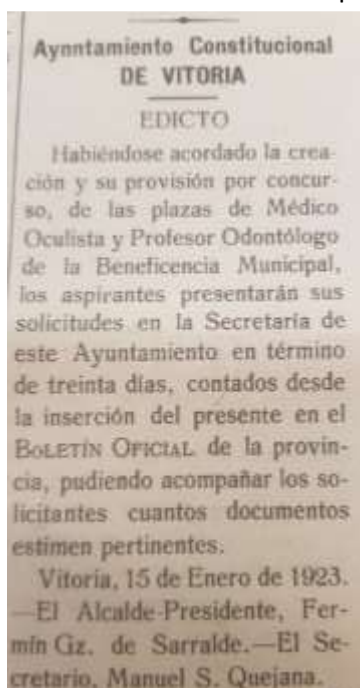 Ayuntamiento Constitucional
DE VITORIA
EDICTO
Habiéndose acordado la crea-
ción y su provisión por concur-
so, de las plazas de Médico
Oculista y Profesor Odontólogo
de la Beneficencia Municipal,
los aspirantes presentarán sus
solicitudes en la Secretaría de
este Ayuntamiento en término
de treinta días, contados desde
la inserción del presente en el
BOLETÍN OFICIAL de la provin-
cia, pudiendo acompañar los so-
licitantes cuantos documentos
estimen pertinentes.
Vitoria, 15 de Enero de 1923.
—El Alcalde-Presidente, Fer-
mín Gz. de Sarralde.—El Se-
cretario, Manuel S. Quejana.